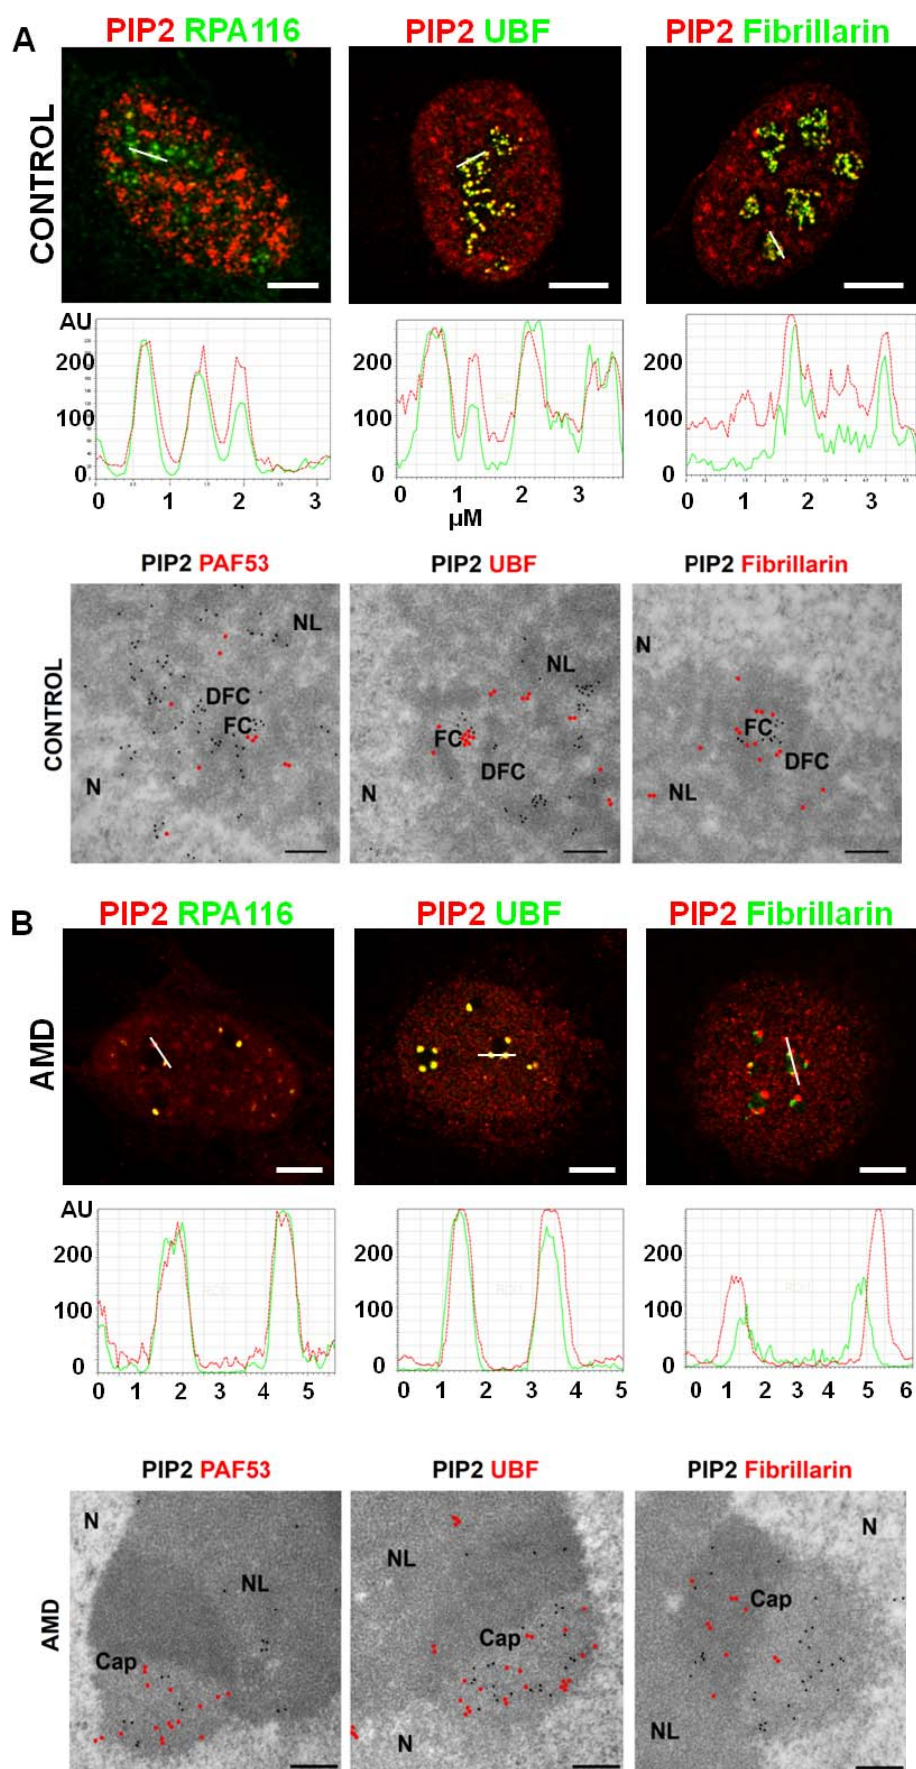 A
PIP2 RPA116 PIP2 UBF PIP2 Fibrillarin
CONTROL
AU
200 200 200
100 100 100
0 0 0
0 1 2 3 0 1 2 3 0 1 2 3
µM
PIP2 PAF53 PIP2 UBF PIP2 Fibrillarin
CONTROL
NL
DFC
FC
N
NL
FC
DFC
N
N
FC
DFC
NL
B
PIP2 RPA116 PIP2 UBF PIP2 Fibrillarin
AMD
AU
200 200 200
100 100 100
0 0 0
0 1 2 3 4 5 0 1 2 3 4 5 0 1 2 3 4 5 6
PIP2 PAF53 PIP2 UBF PIP2 Fibrillarin
AMD
N
NL
Cap
NL
Cap
N
N
Cap
NL